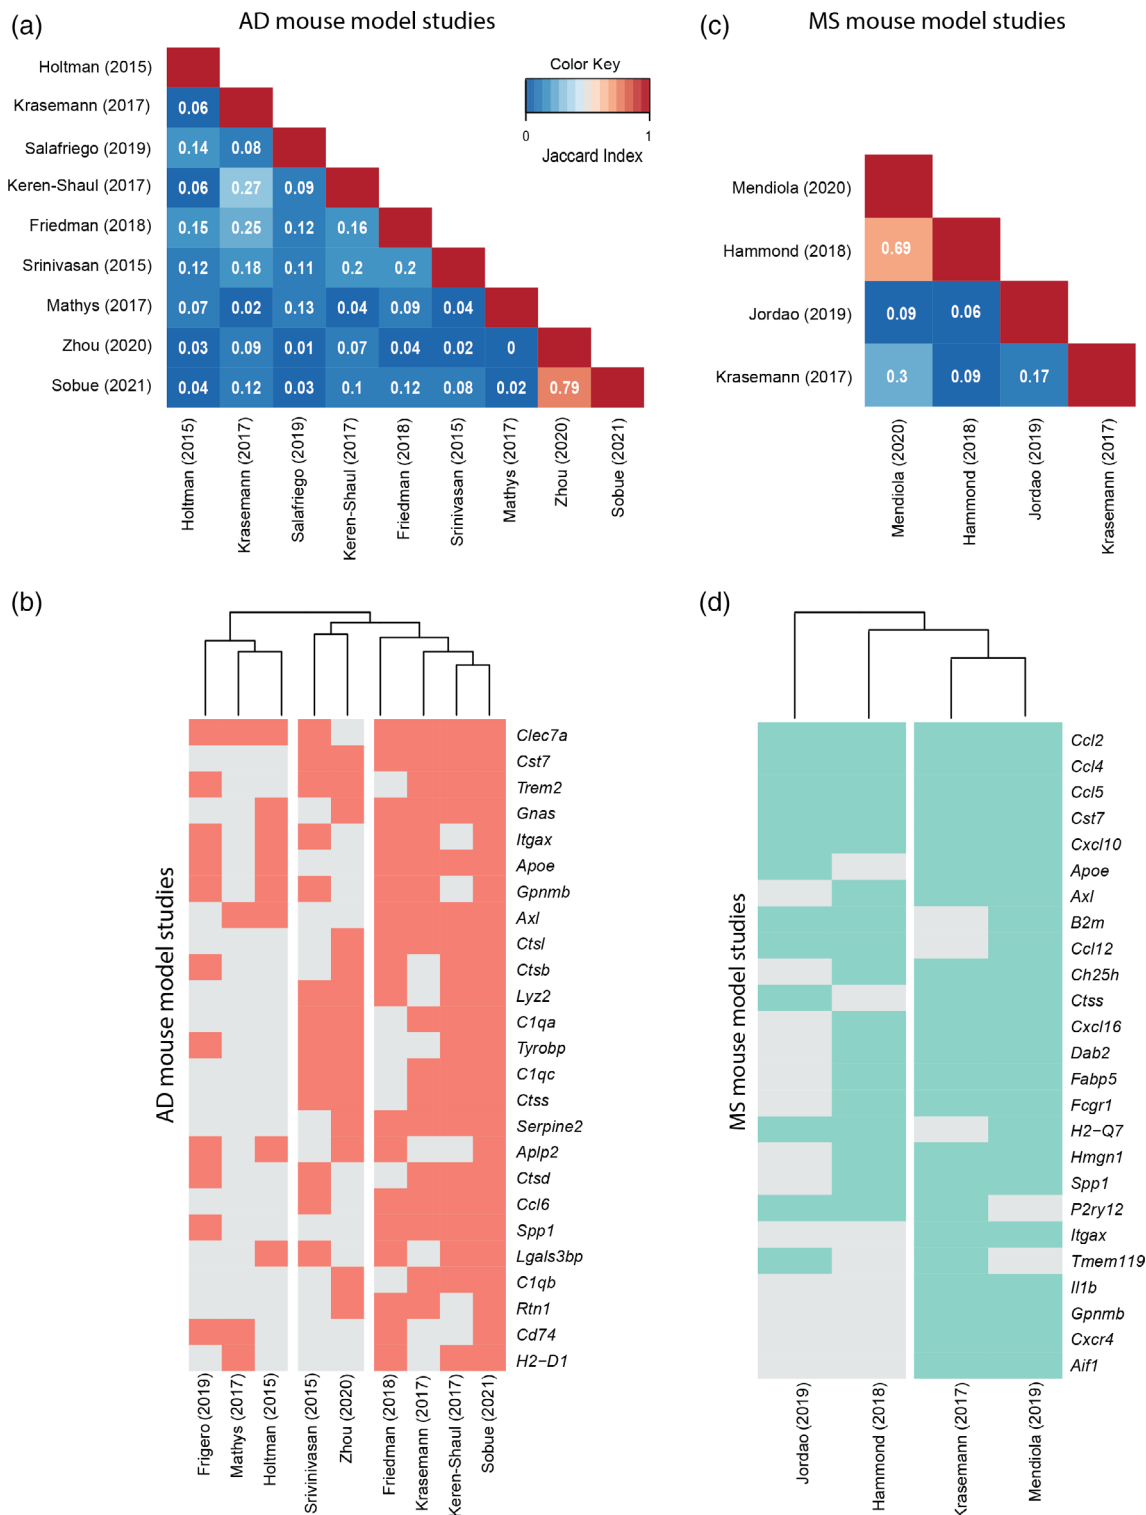 (a)
AD mouse model studies
Holtman (2015)
Krasemann (2017)
0.06
Salafriego (2019)
0.14 0.08
Keren-Shaul (2017)
0.06 0.27 0.09
Friedman (2018)
0.15 0.25 0.12 0.16
Srinivasan (2015)
0.12 0.18 0.11 0.2 0.2
Mathys (2017)
0.07 0.02 0.13 0.04 0.09 0.04
Zhou (2020)
0.03 0.09 0.01 0.07 0.04 0.02 0
Sobue (2021)
0.04 0.12 0.03 0.1 0.12 0.08 0.02 0.79
Holtman (2015)
Krasemann (2017)
Salafriego (2019)
Keren-Shaul (2017)
Friedman (2018)
Srinivasan (2015)
Mathys (2017)
Zhou (2020)
Sobue (2021)
Color Key
0 1
Jaccard Index
(c)
MS mouse model studies
Mendiola (2020)
Hammond (2018)
0.69
Jordao (2019)
0.09 0.06
Krasemann (2017)
0.3 0.09 0.17
Mendiola (2020)
Hammond (2018)
Jordao (2019)
Krasemann (2017)
(b)
AD mouse model studies
Clec7a
Cst7
Trem2
Gnas
Itgax
Apoe
Gpnmb
Axl
Ctsl
Ctsb
Lyz2
C1qa
Tyrobp
C1qc
Ctss
Serpine2
Aplp2
Ctsd
Ccl6
Spp1
Lgals3bp
C1qb
Rtn1
Cd74
H2−D1
Frigero (2019)
Mathys (2017)
Holtman (2015)
Srivinivasan (2015)
Zhou (2020)
Friedman (2018)
Krasemann (2017)
Keren-Shaul (2017)
Sobue (2021)
(d)
MS mouse model studies
Ccl2
Ccl4
Ccl5
Cst7
Cxcl10
Apoe
Axl
B2m
Ccl12
Ch25h
Ctss
Cxcl16
Dab2
Fabp5
Fcgr1
H2−Q7
Hmgn1
Spp1
P2ry12
Itgax
Tmem119
Il1b
Gpnmb
Cxcr4
Aif1
Jordao (2019)
Hammond (2018)
Krasemann (2017)
Mendiola (2019)